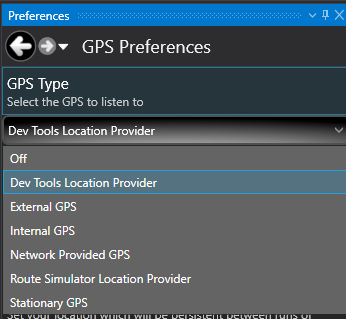 Preferences
GPS Preferences
GPS Type
Select the GPS to listen to
Dev Tools Location Provider
Off
Dev Tools Location Provider
External GPS
Internal GPS
Network Provided GPS
Route Simulator Location Provider
Stationary GPS
Set your location which will be persistent between runs of